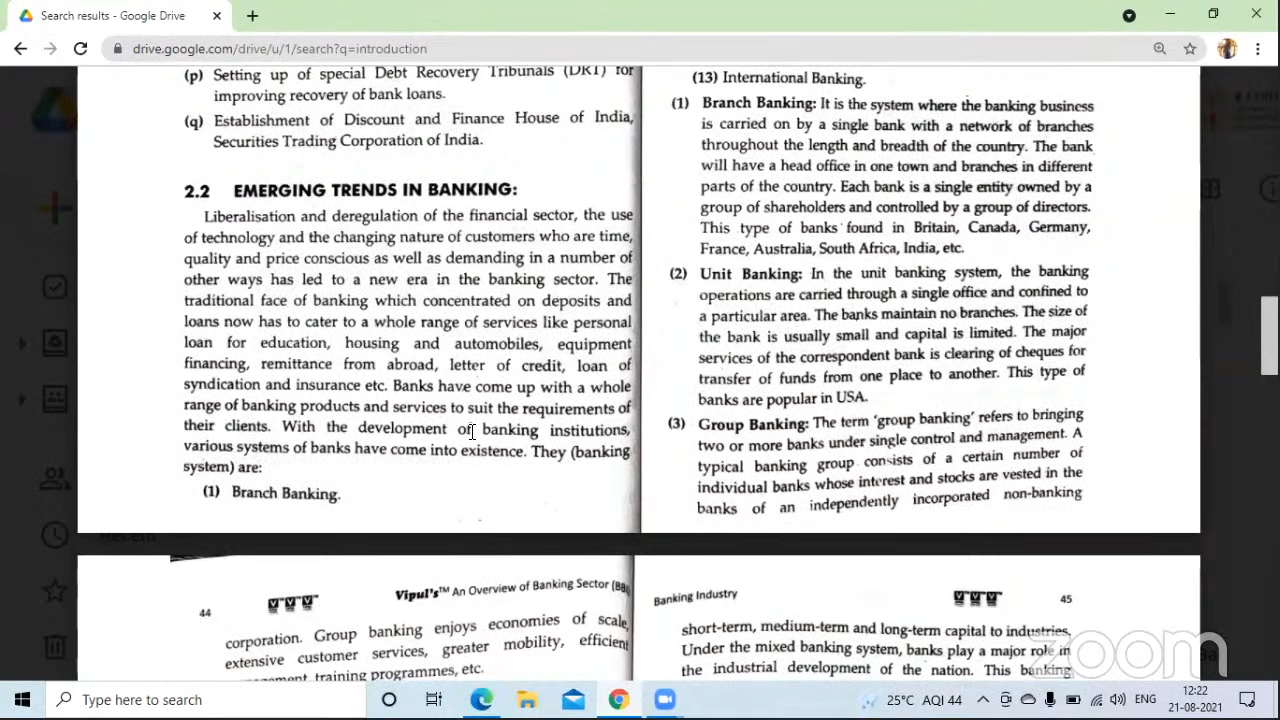 Search results - Google Drive
drive.google.com/drive/u/1/search?q=introduction
(p) Setting up of special Debt Recovery Tribunals (DRT) for
improving recovery of bank loans.
(q) Establishment of Discount and Finance House of India,
Securities Trading Corporation of India.
2.2 EMERGING TRENDS IN BANKING:
Liberalisation and deregulation of the financial sector, the use
of technology and the changing nature of customers who are time,
quality and price conscious as well as demanding in a number of
other ways has led to a new era in the banking sector. The
traditional face of banking which concentrated on deposits and
loans now has to cater to a whole range of services like personal
loan for education, housing and automobiles, equipment
financing, remittance from abroad, letter of credit, loan of
syndication and insurance etc. Banks have come up with a whole
range of banking products and services to suit the requirements of
their clients. With the development of banking institutions,
various systems of banks have come into existence. They (banking
system) are:
(1) Branch Banking.
(13) International Banking.
(1) Branch Banking: It is the system where the banking business
is carried on by a single bank with a network of branches
throughout the length and breadth of the country. The bank
will have a head office in one town and branches in different
parts of the country. Each bank is a single entity owned by a
group of shareholders and controlled by a group of directors.
This type of banks found in Britain, Canada, Germany,
France, Australia, South Africa, India, etc.
(2) Unit Banking: In the unit banking system, the banking
operations are carried through a single office and confined to
a particular area. The banks maintain no branches. The size of
the bank is usually small and capital is limited. The major
services of the correspondent bank is clearing of cheques for
transfer of funds from one place to another. This type of
banks are popular in USA.
(3) Group Banking: The term 'group banking' refers to bringing
two or more banks under single control and management. A
typical banking group consists of a certain number of
individual banks whose interest and stocks are vested in the
banks of an independently incorporated non-banking
44 VVV Vipul's™ An Overview of Banking Sector
corporation. Group banking enjoys economies of scale,
extensive customer services, greater mobility, efficient
training programmes, etc.
Banking Industry VVV 45
short-term, medium-term and long-term capital to industries.
Under the mixed banking system, banks play a major role in
the industrial development of the nation. This banking
zoom
Type here to search
25°C AQI 44
ENG
12:22
21-08-2021